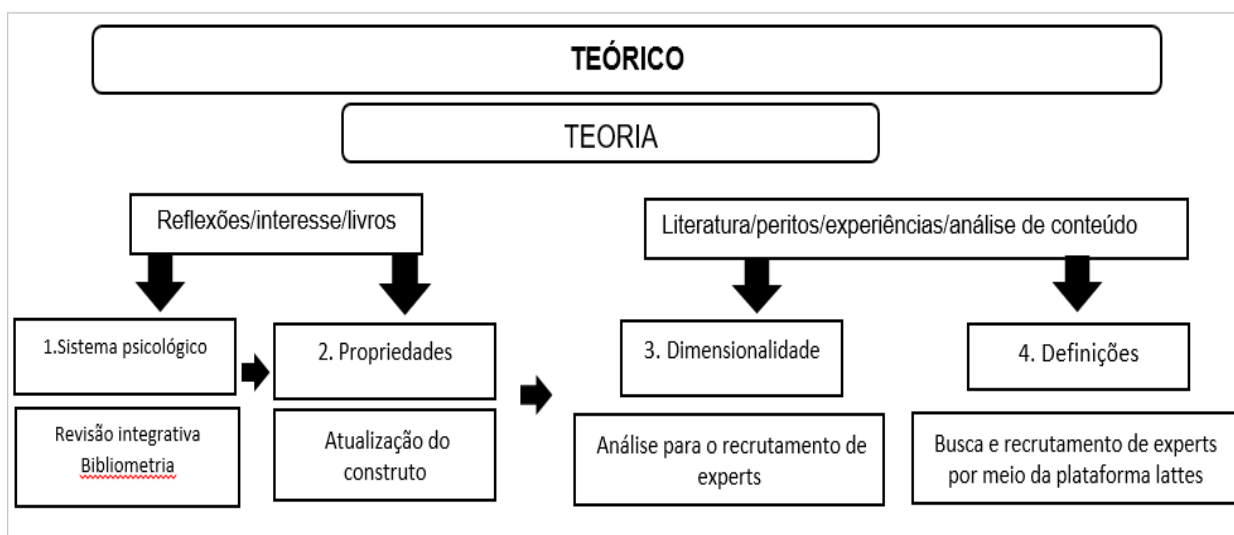 TEÓRICO
TEORIA
Reflexões/interesse/livros
Literatura/peritos/experiências/análise de conteúdo
1.Sistema psicológico
2. Propriedades
3. Dimensionalidade
4. Definições
Revisão integrativa
Bibliometria
Atualização do
construto
Análise para o recrutamento de
experts
Busca e recrutamento de experts
por meio da plataforma lattes